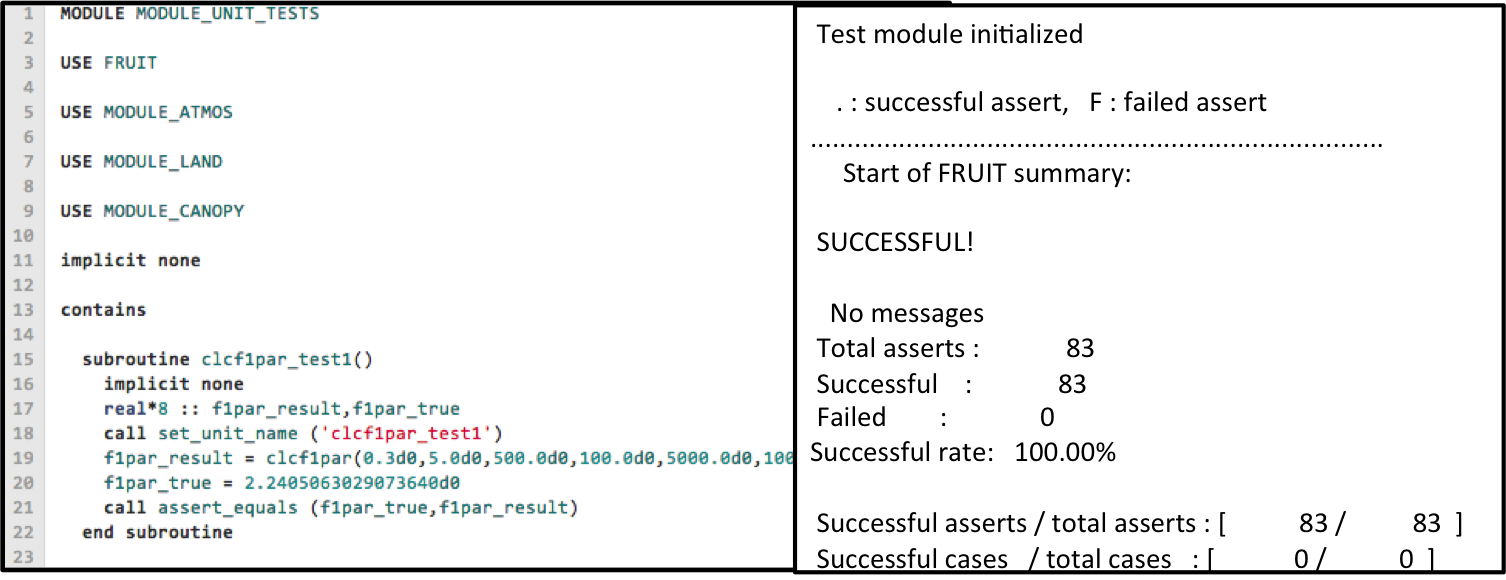 1 MODULE MODULE_UNIT_TESTS
2
3 USE FRUIT
4
5 USE MODULE_ATMOS
6
7 USE MODULE_LAND
8
9 USE MODULE_CANOPY
10
11 implicit none
12
13 contains
14
15 subroutine clcf1par_test1()
16 implicit none
17 real*8 :: f1par_result,f1par_true
18 call set_unit_name ('clcf1par_test1')
19 f1par_result = clcf1par(0.3d0,5.0d0,500.0d0,100.0d0,5000.0d0,100
20 f1par_true = 2.2405063029073640d0
21 call assert_equals (f1par_true,f1par_result)
22 end subroutine
23
Test module initialized
. : successful assert, F : failed assert
..............................................................................
Start of FRUIT summary:
SUCCESSFUL!
No messages
Total asserts : 83
Successful : 83
Failed : 0
Successful rate: 100.00%
Successful asserts / total asserts : [ 83 / 83 ]
Successful cases / total cases : [ 0 / 0 ]